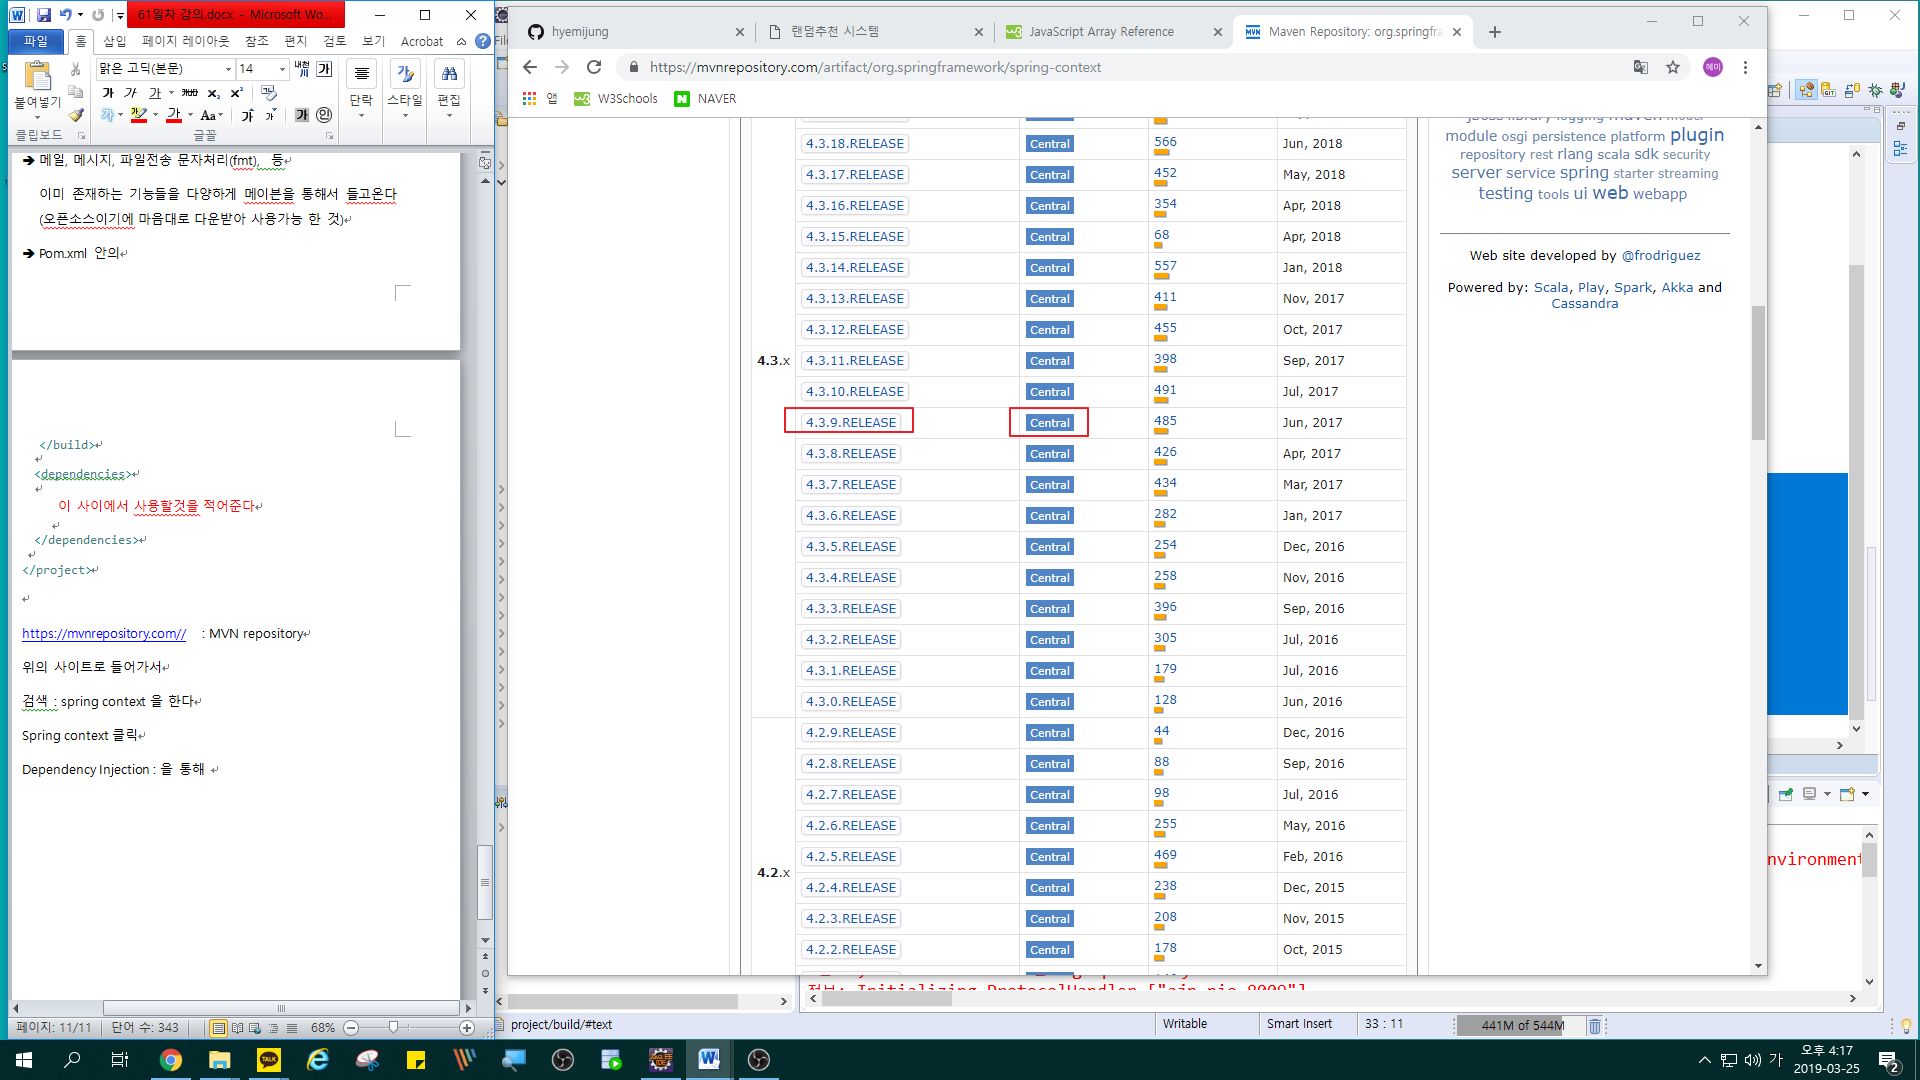 61일차 강의.docx - Microsoft Wo...
파일 홈 삽입 페이지 레이아웃 참조 편지 검토 보기 Acrobat
붙여넣기
맑은 고딕(본문) 14
가 가 가 가나 X₂ X²
가 Aa 가 가
단락 스타일 편집
클립보드 글꼴
➔ 메일, 메시지, 파일전송 문자처리(fmt), 등
이미 존재하는 기능들을 다양하게 메이븐을 통해서 들고온다
(오픈소스이기에 마음대로 다운받아 사용가능 한 것)
➔ Pom.xml 안의
</build>
<dependencies>
이 사이에서 사용할것을 적어준다
</dependencies>
</project>
https://mvnrepository.com// : MVN repository
위의 사이트로 들어가서
검색 : spring context 을 한다
Spring context 클릭
Dependency Injection : 을 통해
페이지: 11/11 단어 수: 343 68%
hyemijung
랜덤추천 시스템
JavaScript Array Reference
Maven Repository: org.springfra
https://mvnrepository.com/artifact/org.springframework/spring-context
혜미
앱 W3Schools NAVER
4.3.x
4.3.18.RELEASE Central 566 Jun, 2018
4.3.17.RELEASE Central 452 May, 2018
4.3.16.RELEASE Central 354 Apr, 2018
4.3.15.RELEASE Central 68 Apr, 2018
4.3.14.RELEASE Central 557 Jan, 2018
4.3.13.RELEASE Central 411 Nov, 2017
4.3.12.RELEASE Central 455 Oct, 2017
4.3.11.RELEASE Central 398 Sep, 2017
4.3.10.RELEASE Central 491 Jul, 2017
4.3.9.RELEASE Central 485 Jun, 2017
4.3.8.RELEASE Central 426 Apr, 2017
4.3.7.RELEASE Central 434 Mar, 2017
4.3.6.RELEASE Central 282 Jan, 2017
4.3.5.RELEASE Central 254 Dec, 2016
4.3.4.RELEASE Central 258 Nov, 2016
4.3.3.RELEASE Central 396 Sep, 2016
4.3.2.RELEASE Central 305 Jul, 2016
4.3.1.RELEASE Central 179 Jul, 2016
4.3.0.RELEASE Central 128 Jun, 2016
4.2.x
4.2.9.RELEASE Central 44 Dec, 2016
4.2.8.RELEASE Central 88 Sep, 2016
4.2.7.RELEASE Central 98 Jul, 2016
4.2.6.RELEASE Central 255 May, 2016
4.2.5.RELEASE Central 469 Feb, 2016
4.2.4.RELEASE Central 238 Dec, 2015
4.2.3.RELEASE Central 208 Nov, 2015
4.2.2.RELEASE Central 178 Oct, 2015
jboss library logging maven model
module osgi persistence platform plugin
repository rest rlang scala sdk security
server service spring starter streaming
testing tools ui web webapp
Web site developed by @frodriguez
Powered by: Scala, Play, Spark, Akka and
Cassandra
nvironment
정보: Initializing ProtocolHandler ["ajp-nio-8009"]
project/build/#text Writable Smart Insert 33 : 11 441M of 544M
가 오후 4:17
2019-03-25
2